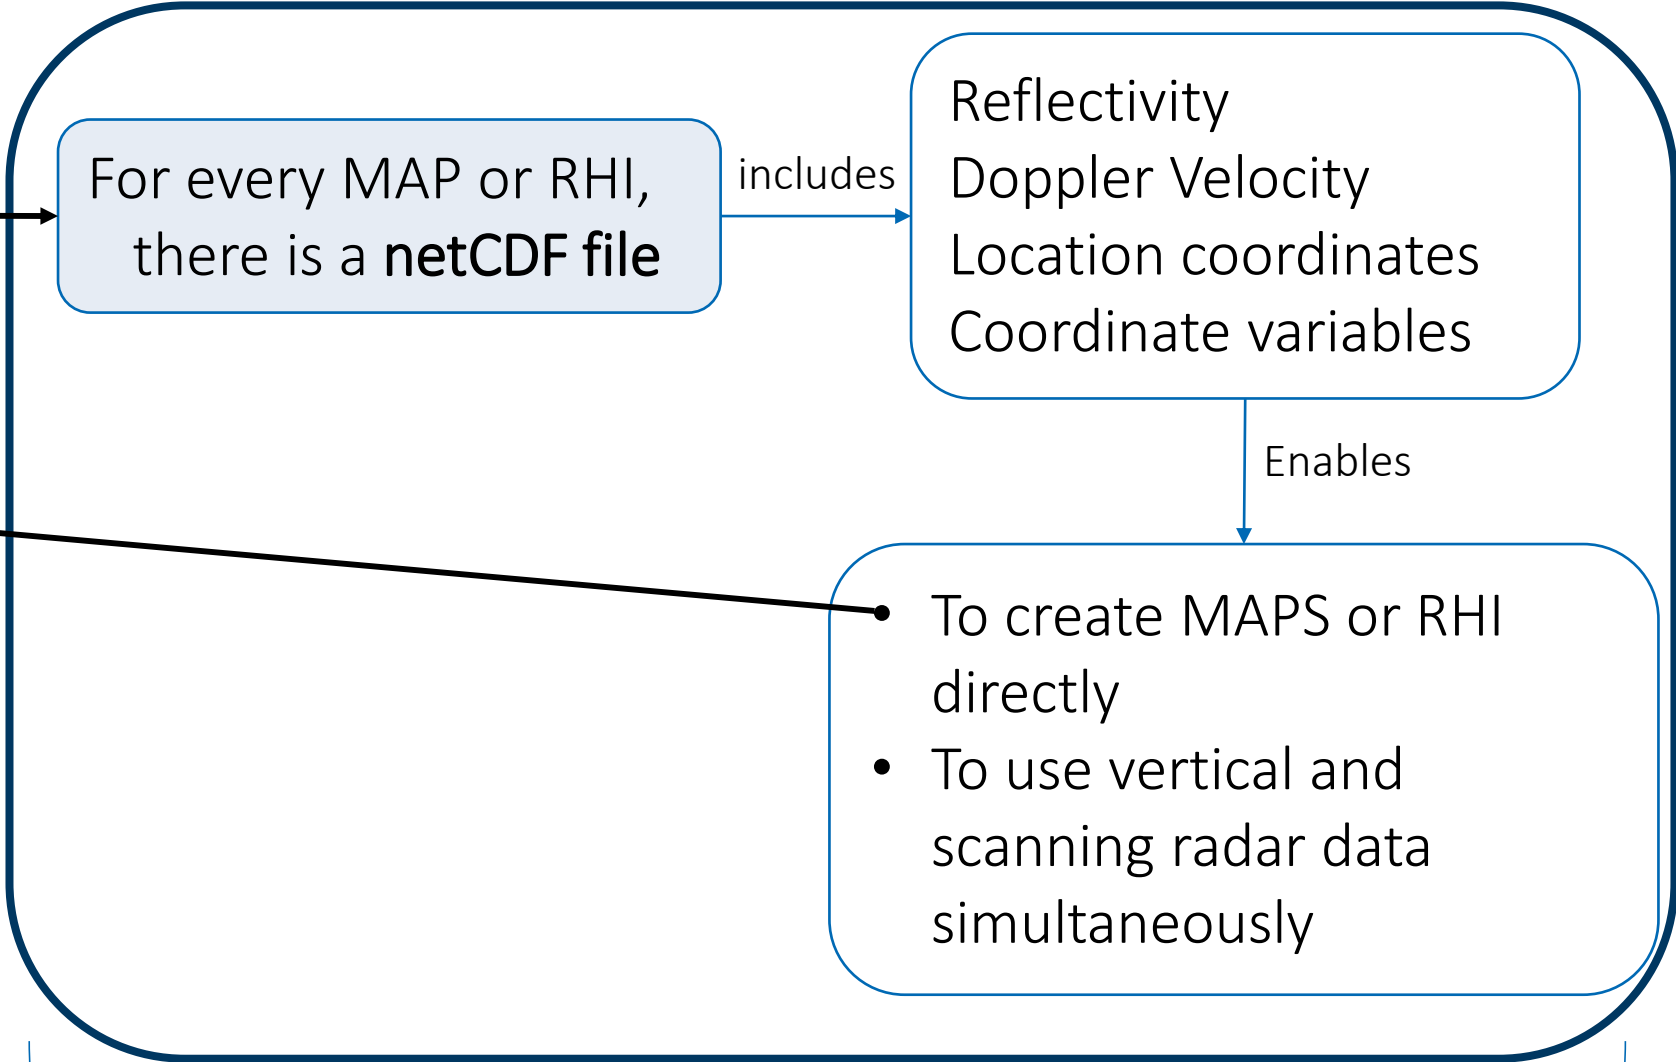 For every MAP or RHI,
there is a netCDF file
includes
Reflectivity
Doppler Velocity
Location coordinates
Coordinate variables
Enables
• To create MAPS or RHI
directly
• To use vertical and
scanning radar data
simultaneously